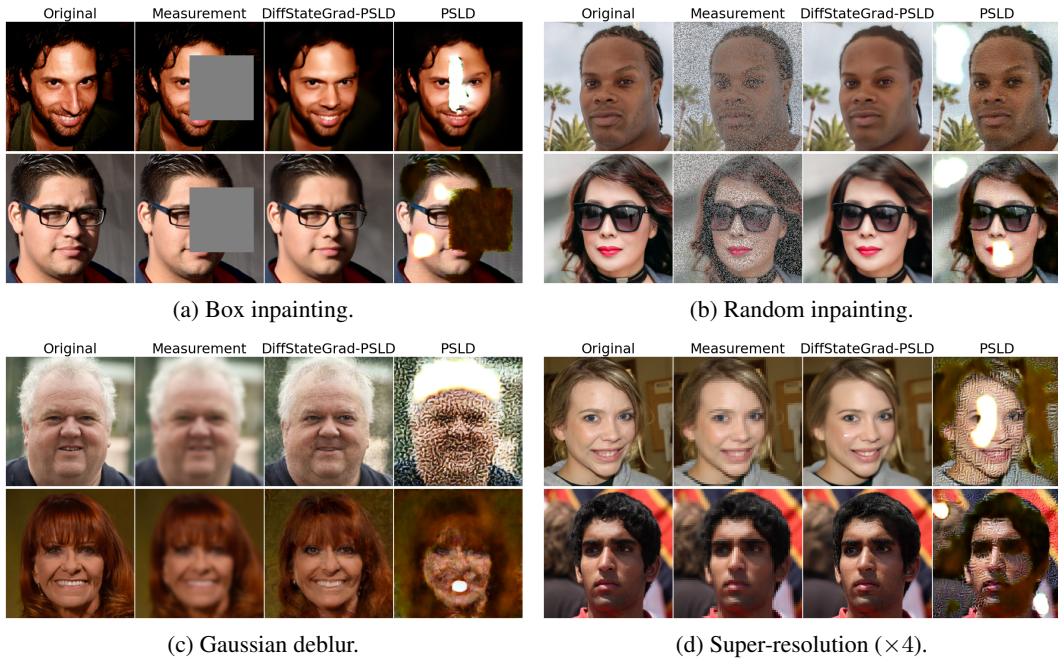 Original Measurement DiffStateGrad-PSLD PSLD
Original Measurement DiffStateGrad-PSLD PSLD
(a) Box inpainting.
(b) Random inpainting.
Original Measurement DiffStateGrad-PSLD PSLD
Original Measurement DiffStateGrad-PSLD PSLD
(c) Gaussian deblur.
(d) Super-resolution (×4).